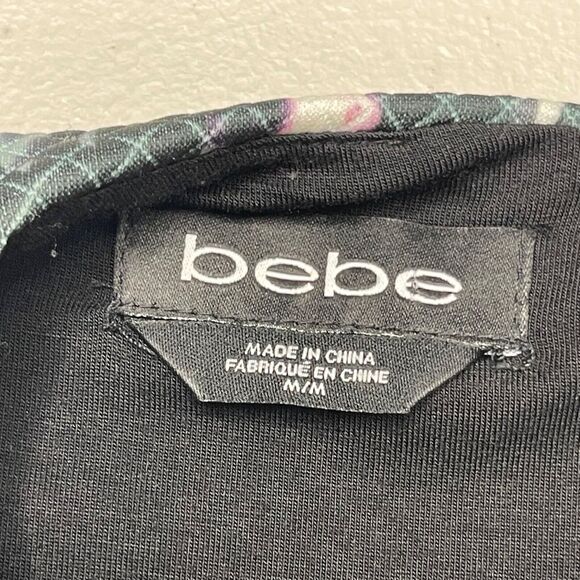 bebe
MADE IN CHINA
FABRIQUÉ EN CHINE
M/M